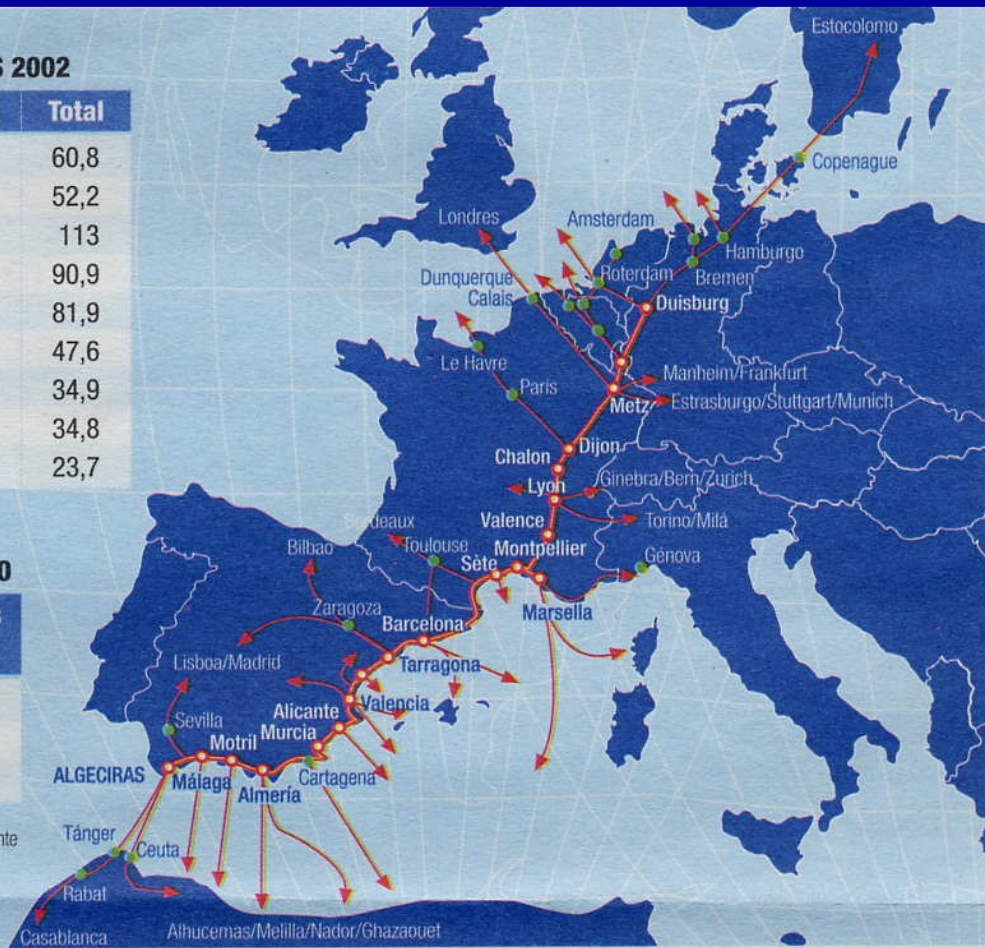 S 2002
Total
60,8
52,2
113
90,9
81,9
47,6
34,9
34,8
23,7
0
S
nte
Estocolomo
Copenague
Londres
Amsterdam
Hamburgo
Roterdam
Bremen
Dunquerque
Calais
Duisburg
Le Havre
Manheim/Frankfurt
París
Metz
Estrasburgo/Stuttgart/Munich
Dijon
Chalon
Lyon
Ginebra/Bern/Zurich
Valence
Torino/Milá
Bordeaux
Toulouse
Montpellier
Génova
Bilbao
Sète
Marsella
Zaragoza
Barcelona
Lisboa/Madrid
Tarragona
Valencia
Sevilla
Alicante
Murcia
Motril
ALGECIRAS
Málaga
Cartagena
Almería
Tánger
Ceuta
Rabat
Casablanca
Alhucemas/Melilla/Nador/Ghazaouet